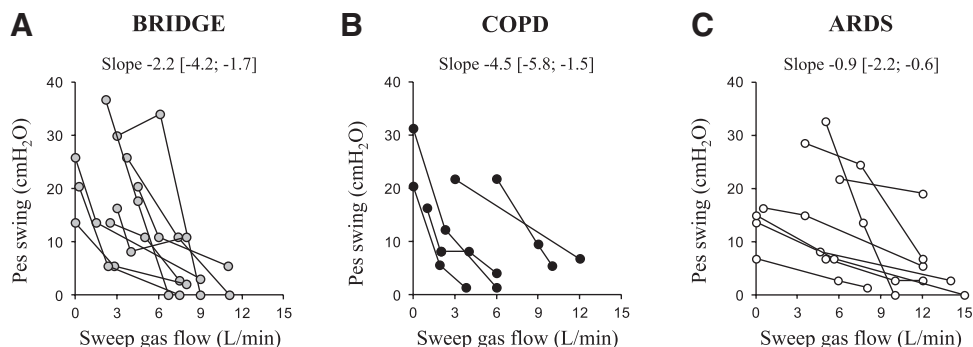 A BRIDGE
Slope -2.2 [-4.2; -1.7]
Pes swing (cmH₂O)
40
30
20
10
0
0 3 6 9 12 15
Sweep gas flow (L/min)
B COPD
Slope -4.5 [-5.8; -1.5]
Pes swing (cmH₂O)
40
30
20
10
0
0 3 6 9 12 15
Sweep gas flow (L/min)
C ARDS
Slope -0.9 [-2.2; -0.6]
Pes swing (cmH₂O)
40
30
20
10
0
0 3 6 9 12 15
Sweep gas flow (L/min)